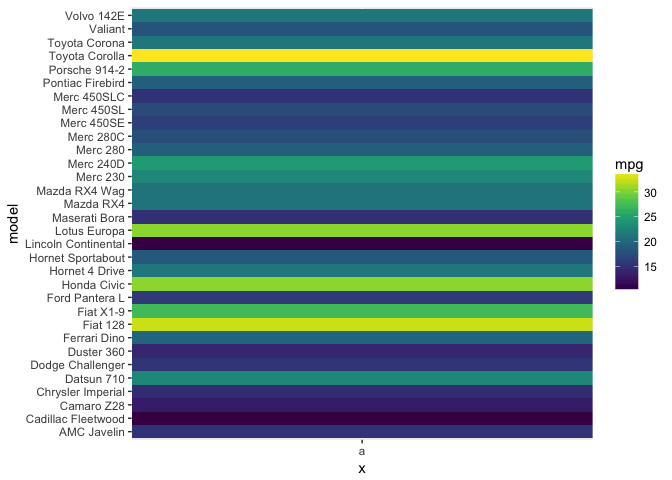 Volvo 142E
Valiant
Toyota Corona
Toyota Corolla
Porsche 914-2
Pontiac Firebird
Merc 450SLC
Merc 450SL
Merc 450SE
Merc 280C
Merc 280
Merc 240D
Merc 230
Mazda RX4 Wag
Mazda RX4
Maserati Bora
Lotus Europa
Lincoln Continental
Hornet Sportabout
Hornet 4 Drive
Honda Civic
Ford Pantera L
Fiat X1-9
Fiat 128
Ferrari Dino
Duster 360
Dodge Challenger
Datsun 710
Chrysler Imperial
Camaro Z28
Cadillac Fleetwood
AMC Javelin
model
a
x
mpg
30
25
20
15